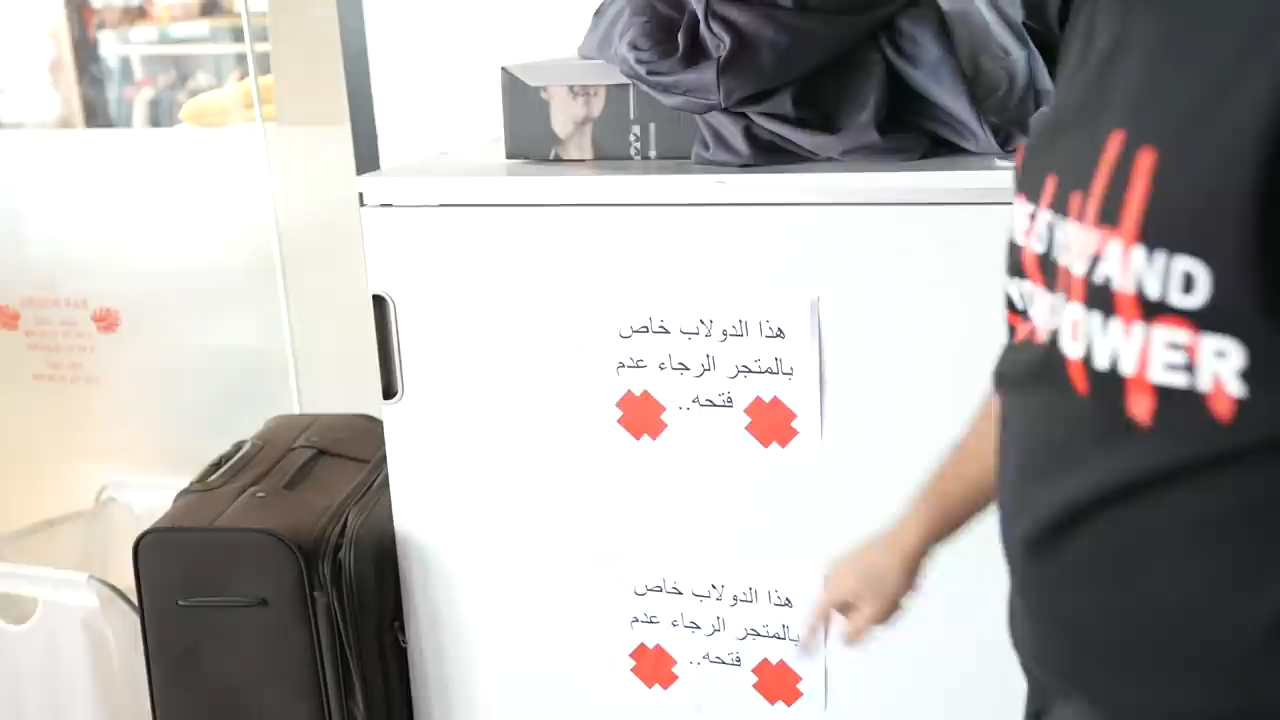 هذا الدولاب خاص
بالمتجر الرجاء عدم
فتحه..
هذا الدولاب خاص
بالمتجر الرجاء عدم
فتحه..
AND
POWER